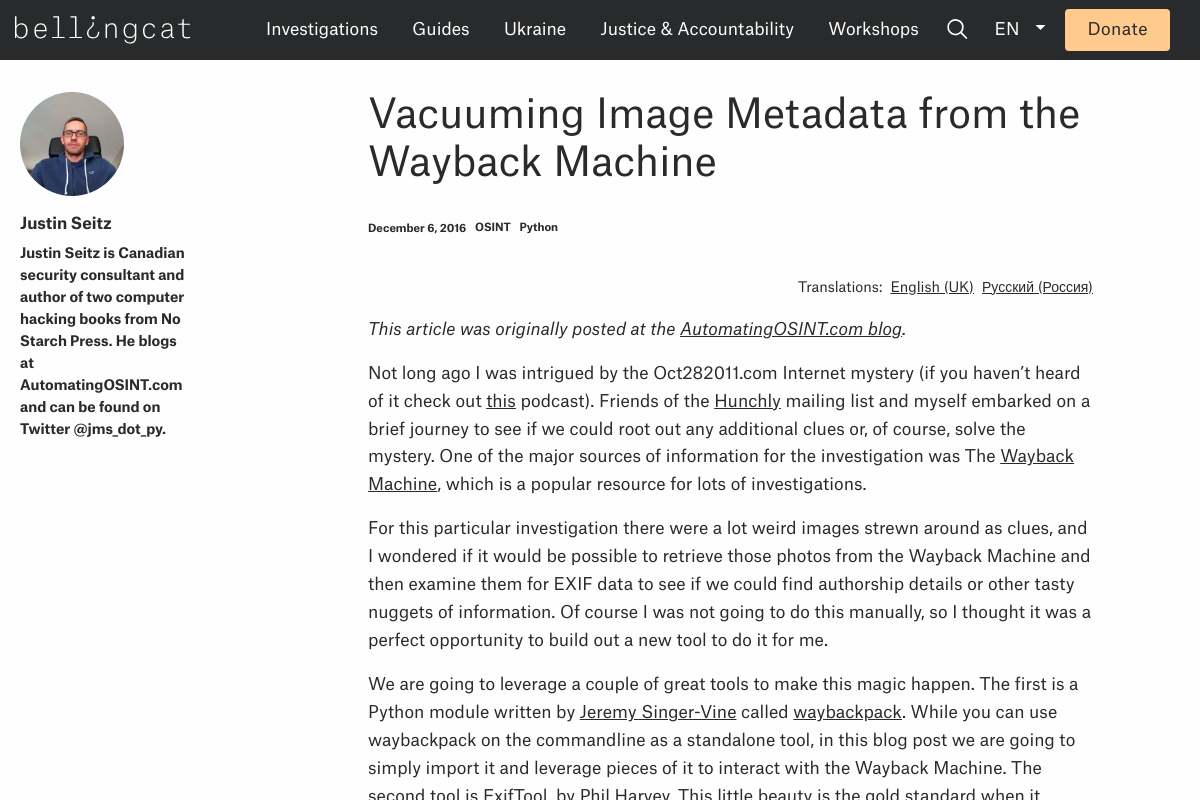 bellingcat
Investigations
Guides
Ukraine
Justice & Accountability
Workshops
EN
Donate
Justin Seitz
Justin Seitz is Canadian
security consultant and
author of two computer
hacking books from No
Starch Press. He blogs
at
AutomatingOSINT.com
and can be found on
Twitter @jms_dot_py.
Vacuuming Image Metadata from the
Wayback Machine
December 6, 2016 OSINT Python
Translations: English (UK) Русский (Россия)
This article was originally posted at the AutomatingOSINT.com blog.
Not long ago I was intrigued by the Oct282011.com Internet mystery (if you haven’t heard
of it check out this podcast). Friends of the Hunchly mailing list and myself embarked on a
brief journey to see if we could root out any additional clues or, of course, solve the
mystery. One of the major sources of information for the investigation was The Wayback
Machine, which is a popular resource for lots of investigations.
For this particular investigation there were a lot weird images strewn around as clues, and
I wondered if it would be possible to retrieve those photos from the Wayback Machine and
then examine them for EXIF data to see if we could find authorship details or other tasty
nuggets of information. Of course I was not going to do this manually, so I thought it was a
perfect opportunity to build out a new tool to do it for me.
We are going to leverage a couple of great tools to make this magic happen. The first is a
Python module written by Jeremy Singer-Vine called waybackpack. While you can use
waybackpack on the commandline as a standalone tool, in this blog post we are going to
simply import it and leverage pieces of it to interact with the Wayback Machine. The
second tool is ExifTool, by Phil Harvey. This little beauty is the gold standard when it